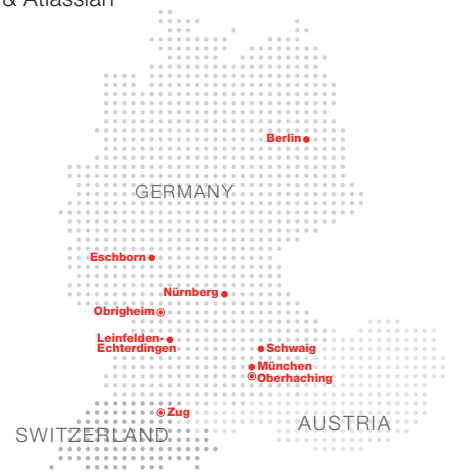 & Atlassian
Berlin
GERMANY
Eschborn
Nürnberg
Obrigheim
Leinfelden-
Echterdingen
Schwaig
München
Oberhaching
Zug
AUSTRIA
SWITZERLAND